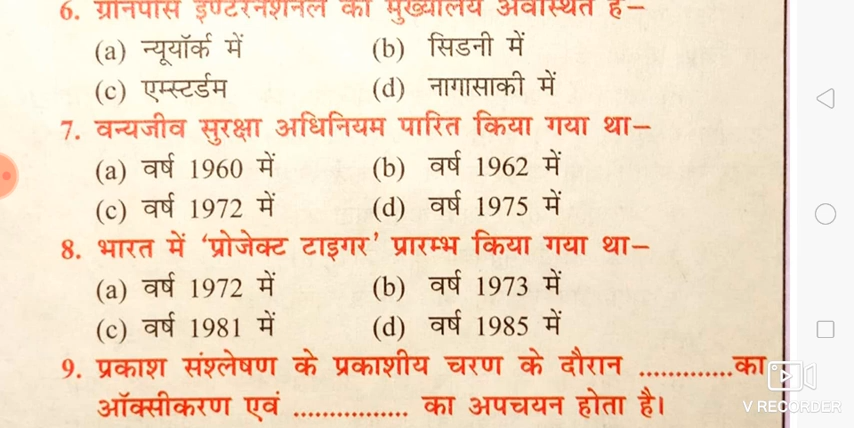 6. ग्रीनपीस इण्टरनेशनल का मुख्यालय अवस्थित है–
(a) न्यूयॉर्क में (b) सिडनी में
(c) एम्स्टर्डम (d) नागासाकी में
7. वन्यजीव सुरक्षा अधिनियम पारित किया गया था–
(a) वर्ष 1960 में (b) वर्ष 1962 में
(c) वर्ष 1972 में (d) वर्ष 1975 में
8. भारत में ‘प्रोजेक्ट टाइगर’ प्रारम्भ किया गया था–
(a) वर्ष 1972 में (b) वर्ष 1973 में
(c) वर्ष 1981 में (d) वर्ष 1985 में
9. प्रकाश संश्लेषण के प्रकाशीय चरण के दौरान .............का
ऑक्सीकरण एवं ................ का अपचयन होता है।
V RECORDER